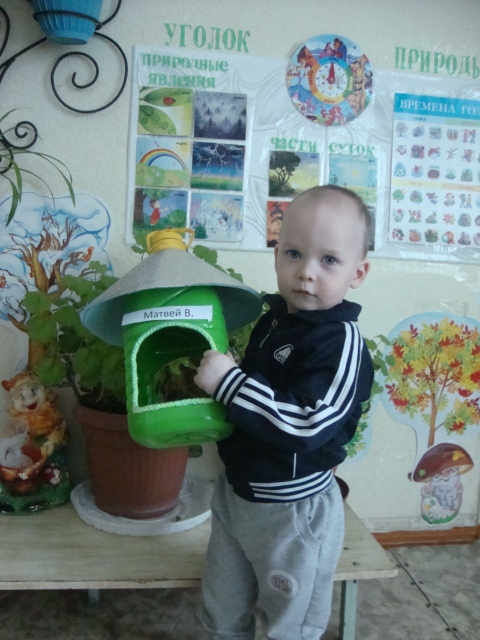 УГОЛОК
ПРИРОДЫ
ПРИРОДНЫЕ
ЯВЛЕНИЯ
ЧАСТИ СУТОК
ВРЕМЕНА ГО
Матвей В.